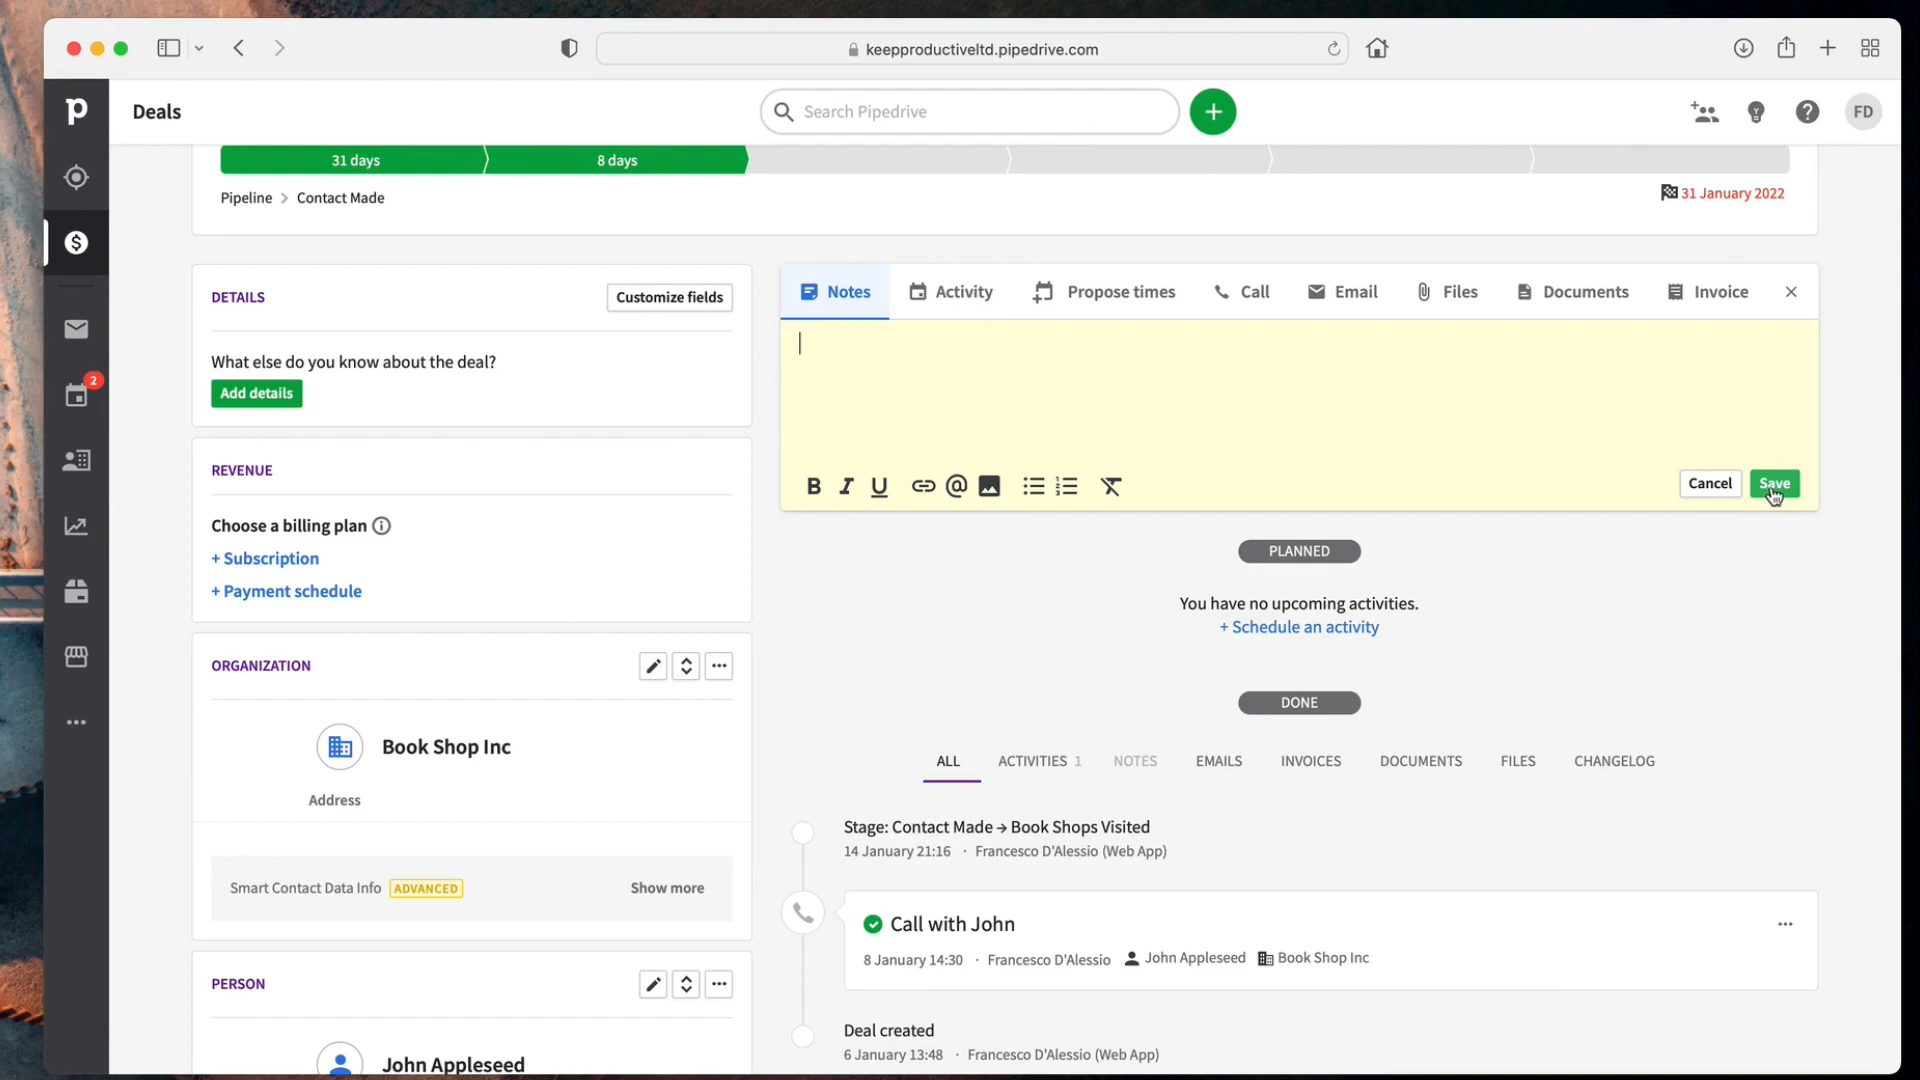 keepproductiveltd.pipedrive.com
p
Deals
Search Pipedrive
FD
31 days
8 days
Pipeline
Contact Made
31 January 2022
2
DETAILS
Customize fields
Notes
Activity
Propose times
Call
Email
Files
Documents
Invoice
What else do you know about the deal?
Add details
B I U
Cancel
Save
REVENUE
Choose a billing plan
+ Subscription
+ Payment schedule
PLANNED
You have no upcoming activities.
+ Schedule an activity
ORGANIZATION
Book Shop Inc
Address
Smart Contact Data Info ADVANCED Show more
DONE
ALL ACTIVITIES 1 NOTES EMAILS INVOICES DOCUMENTS FILES CHANGELOG
Stage: Contact Made → Book Shops Visited
14 January 21:16 · Francesco D'Alessio (Web App)
Call with John
8 January 14:30 · Francesco D'Alessio John Appleseed Book Shop Inc
Deal created
6 January 13:48 · Francesco D'Alessio (Web App)
PERSON
John Appleseed